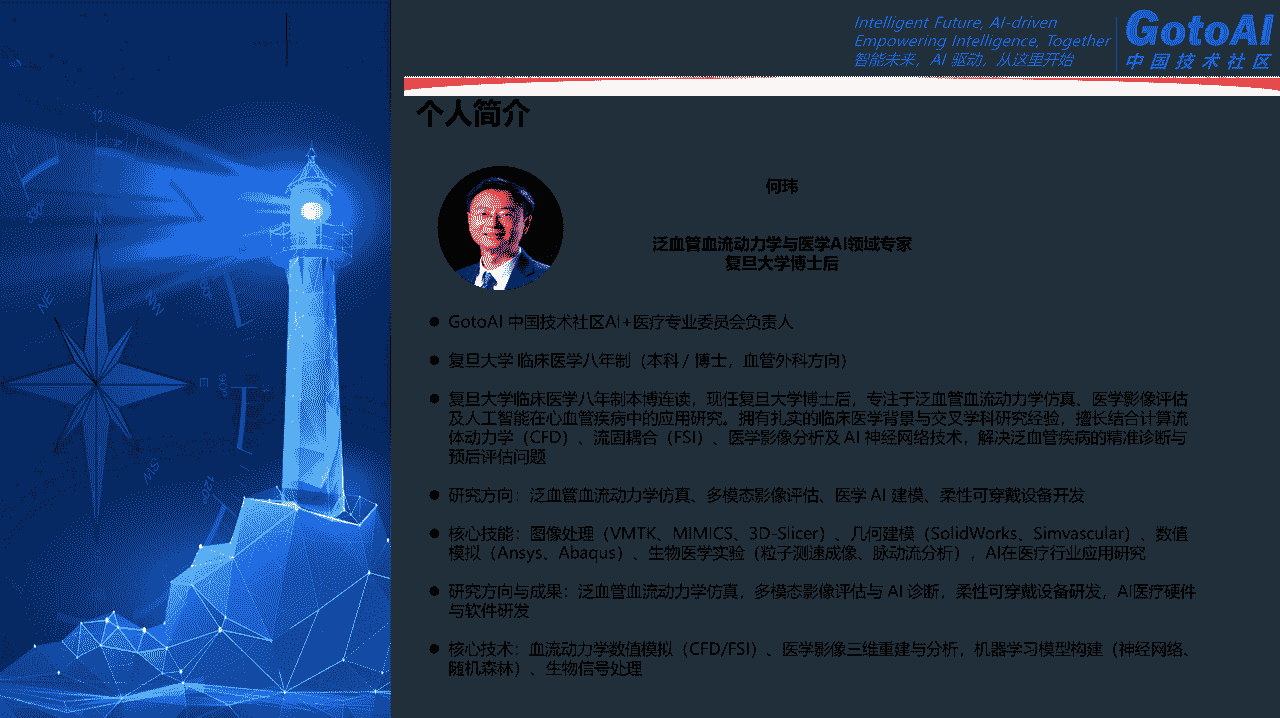 Intelligent Future, AI-driven
Empowering Intelligence, Together
智能未来，AI 驱动，从这里开始
GotoAI
中国技术社区
个人简介
何玮
泛血管血流动力学与医学AI领域专家
复旦大学博士后
● GotoAI 中国技术社区AI+医疗专业委员会负责人
● 复旦大学 临床医学八年制（本科 / 博士，血管外科方向）
● 复旦大学临床医学八年制本博连读，现任复旦大学博士后，专注于泛血管血流动力学仿真、医学影像评估
及人工智能在心血管疾病中的应用研究。拥有扎实的临床医学背景与交叉学科研究经验，擅长结合计算流
体动力学（CFD）、流固耦合（FSI）、医学影像分析及 AI 神经网络技术，解决泛血管疾病的精准诊断与
预后评估问题
● 研究方向：泛血管血流动力学仿真、多模态影像评估、医学 AI 建模、柔性可穿戴设备开发
● 核心技能：图像处理（VMTK、MIMICS、3D-Slicer）、几何建模（SolidWorks、Simvascular）、数值
模拟（Ansys、Abaqus）、生物医学实验（粒子测速成像、脉动流分析），AI在医疗行业应用研究
● 研究方向与成果：泛血管血流动力学仿真，多模态影像评估与 AI 诊断，柔性可穿戴设备研发，AI医疗硬件
与软件研发
● 核心技术：血流动力学数值模拟（CFD/FSI）、医学影像三维重建与分析，机器学习模型构建（神经网络、
随机森林）、生物信号处理
12
330°
N
NE
NW
E
120°